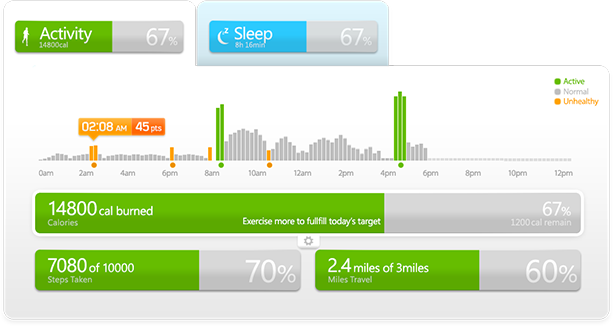 Activity
14800cal
67%
Sleep
8h 16min
67%
Active
Normal
Unhealthy
02:08 AM 45 pts
0am 2am 4am 6pm 8am 10am 12am 2pm 4pm 6pm 8pm 10pm 12pm
14800 cal burned
Calories
Exercise more to fullfill today's target
67%
1200 cal remain
7080 of 10000
Steps Taken
70%
2.4 miles of 3miles
Miles Travel
60%